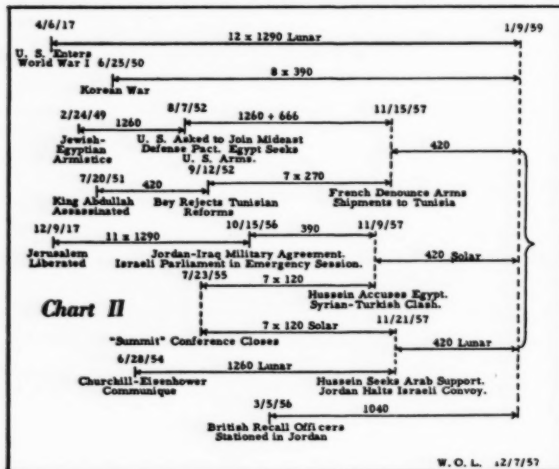 4/6/17 1/9/59
12 x 1290 Lunar
U. S. Enters
World War I 6/25/50
8 x 390
Korean War
2/24/49 8/7/52 1260 + 666 11/15/57
1260 420
Jewish- U. S. Asked to Join Mideast
Egyptian Defense Pact. Egypt Seeks
Armistice U. S. Arms.
7/20/51 9/12/52
420 7 x 270
King Abdullah Bey Rejects Tunisian French Denounce Arms
Assassinated Reforms Shipments to Tunisia
12/9/17 10/15/56 390 11/9/57
11 x 1290 420 Solar
Jerusalem Jordan-Iraq Military Agreement.
Liberated Israeli Parliament in Emergency Session.
7/23/55 7 x 120
Hussein Accuses Egypt.
Chart II Syrian-Turkish Clash.
7 x 120 Solar 11/21/57
"Summit" Conference Closes
6/28/54 420 Lunar
1260 Lunar
Churchill-Eisenhower Hussein Seeks Arab Support.
Communique Jordan Halts Israeli Convoy.
3/5/56 1040
British Recall Officers
Stationed in Jordan
W. O. L. 12/7/57